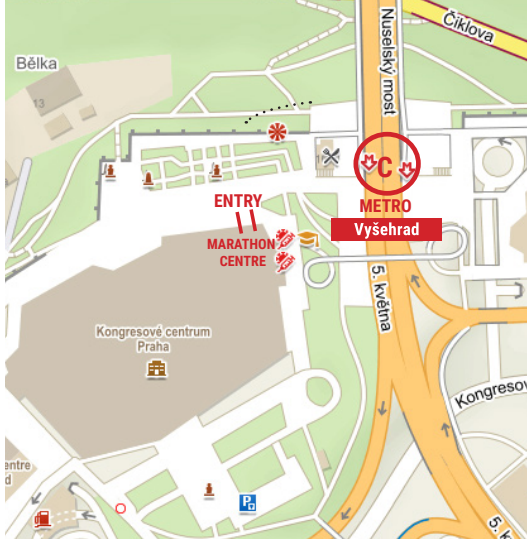 Nuselský most
Čiklova
Bělka
13
C
ENTRY
METRO
Vyšehrad
MARATHON
CENTRE
5. května
Kongresové centrum
Praha
Kongresov
entre
d
P
5. k